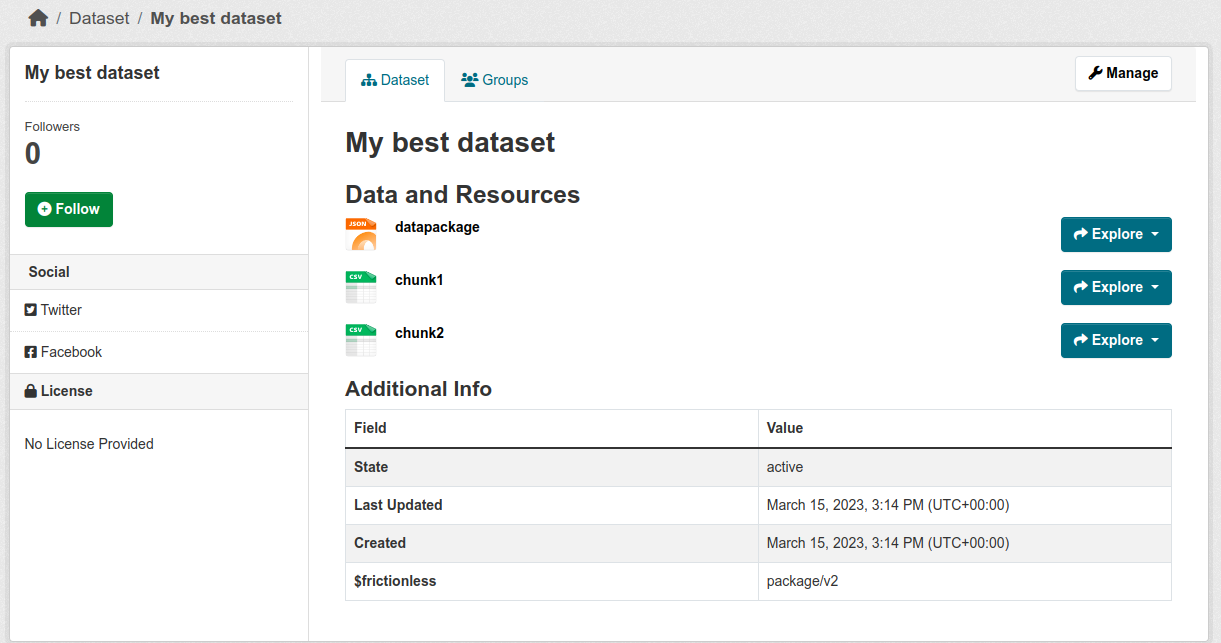 / Dataset / My best dataset
My best dataset
Followers
0
Follow
Social
Twitter
Facebook
License
No License Provided
Dataset Groups
Manage
My best dataset
Data and Resources
JSON datapackage Explore
CSV chunk1 Explore
CSV chunk2 Explore
Additional Info
Field Value
State active
Last Updated March 15, 2023, 3:14 PM (UTC+00:00)
Created March 15, 2023, 3:14 PM (UTC+00:00)
$frictionless package/v2